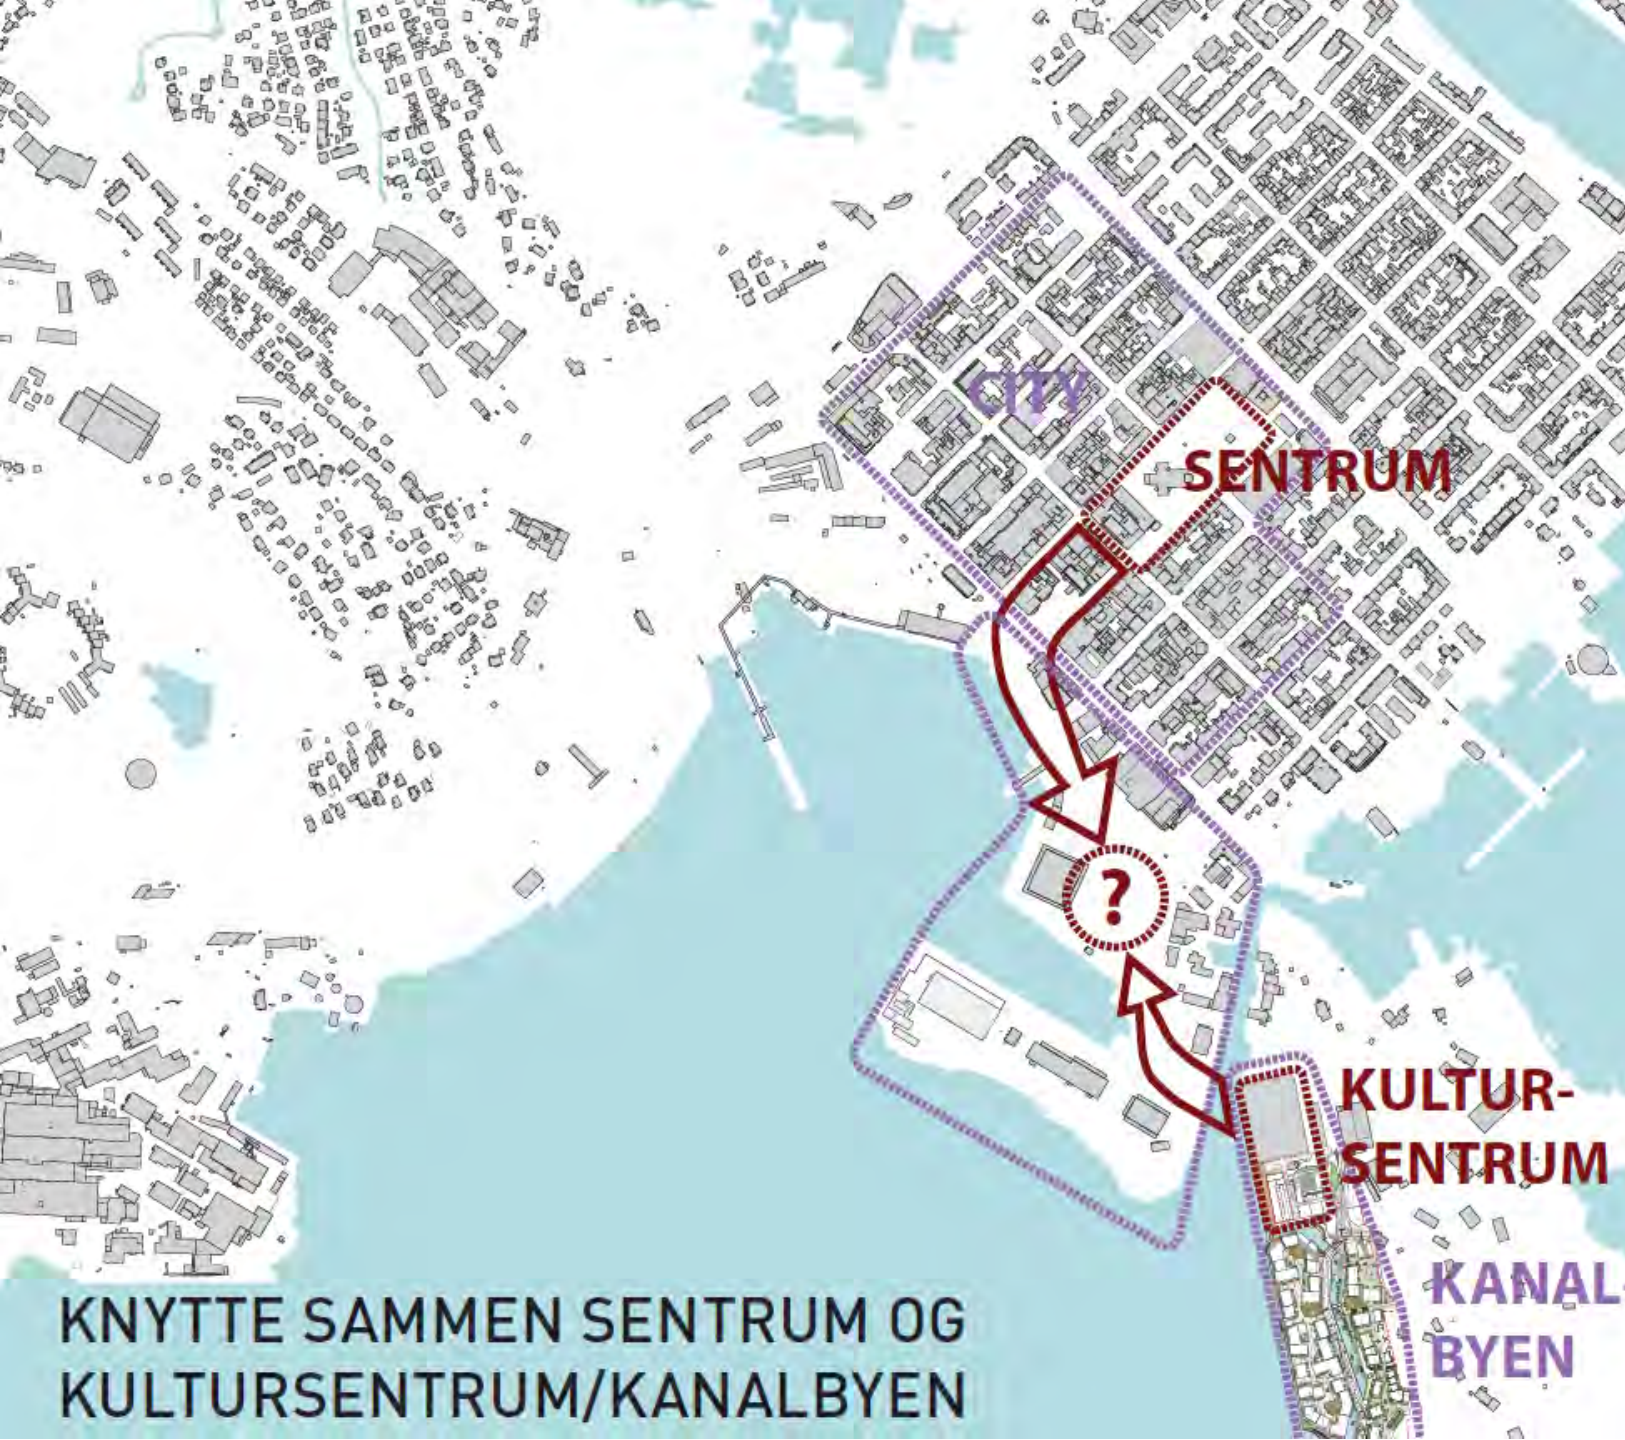 CITY
SENTRUM
?
KULTUR-
SENTRUM
KANAL-
BYEN
KNYTTE SAMMEN SENTRUM OG
KULTURSENTRUM/KANALBYEN